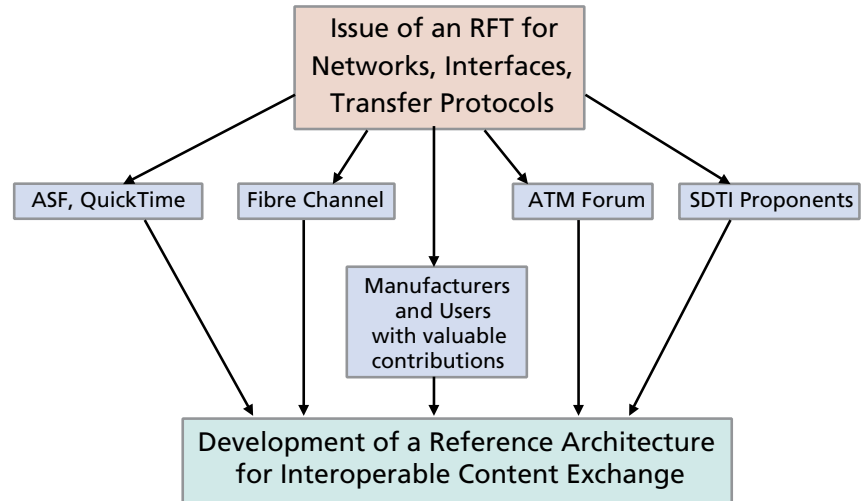 Issue of an RFT for
Networks, Interfaces,
Transfer Protocols
ASF, QuickTime
Fibre Channel
ATM Forum
SDTI Proponents
Manufacturers
and Users
with valuable
contributions
Development of a Reference Architecture
for Interoperable Content Exchange